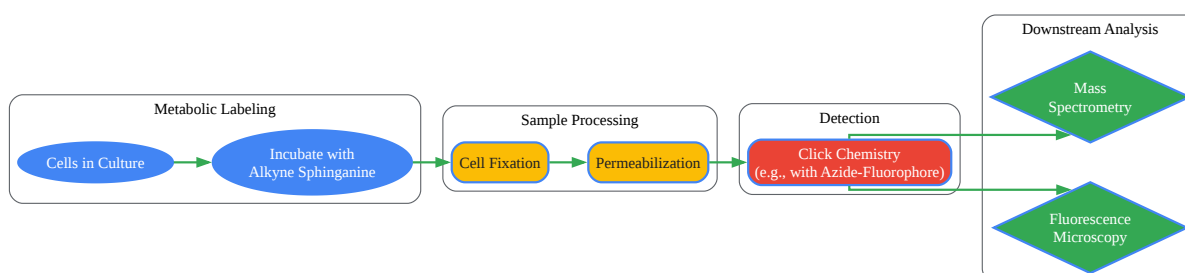 Metabolic Labeling
Cells in Culture
Incubate with
Alkyne Sphinganine
Sample Processing
Cell Fixation
Permeabilization
Detection
Click Chemistry
(e.g., with Azide-Fluorophore)
Downstream Analysis
Mass
Spectrometry
Fluorescence
Microscopy